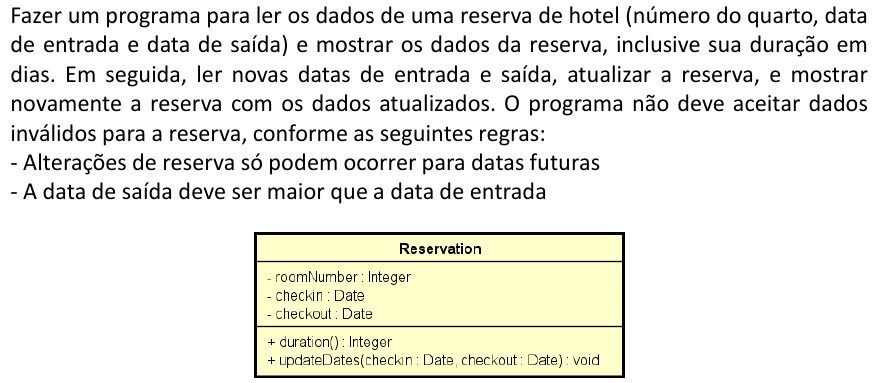 Fazer um programa para ler os dados de uma reserva de hotel (número do quarto, data
de entrada e data de saída) e mostrar os dados da reserva, inclusive sua duração em
dias. Em seguida, ler novas datas de entrada e saída, atualizar a reserva, e mostrar
novamente a reserva com os dados atualizados. O programa não deve aceitar dados
inválidos para a reserva, conforme as seguintes regras:
- Alterações de reserva só podem ocorrer para datas futuras
- A data de saída deve ser maior que a data de entrada
Reservation
- roomNumber : Integer
- checkin : Date
- checkout : Date
+ duration() : Integer
+ updateDates(checkin : Date, checkout : Date) : void